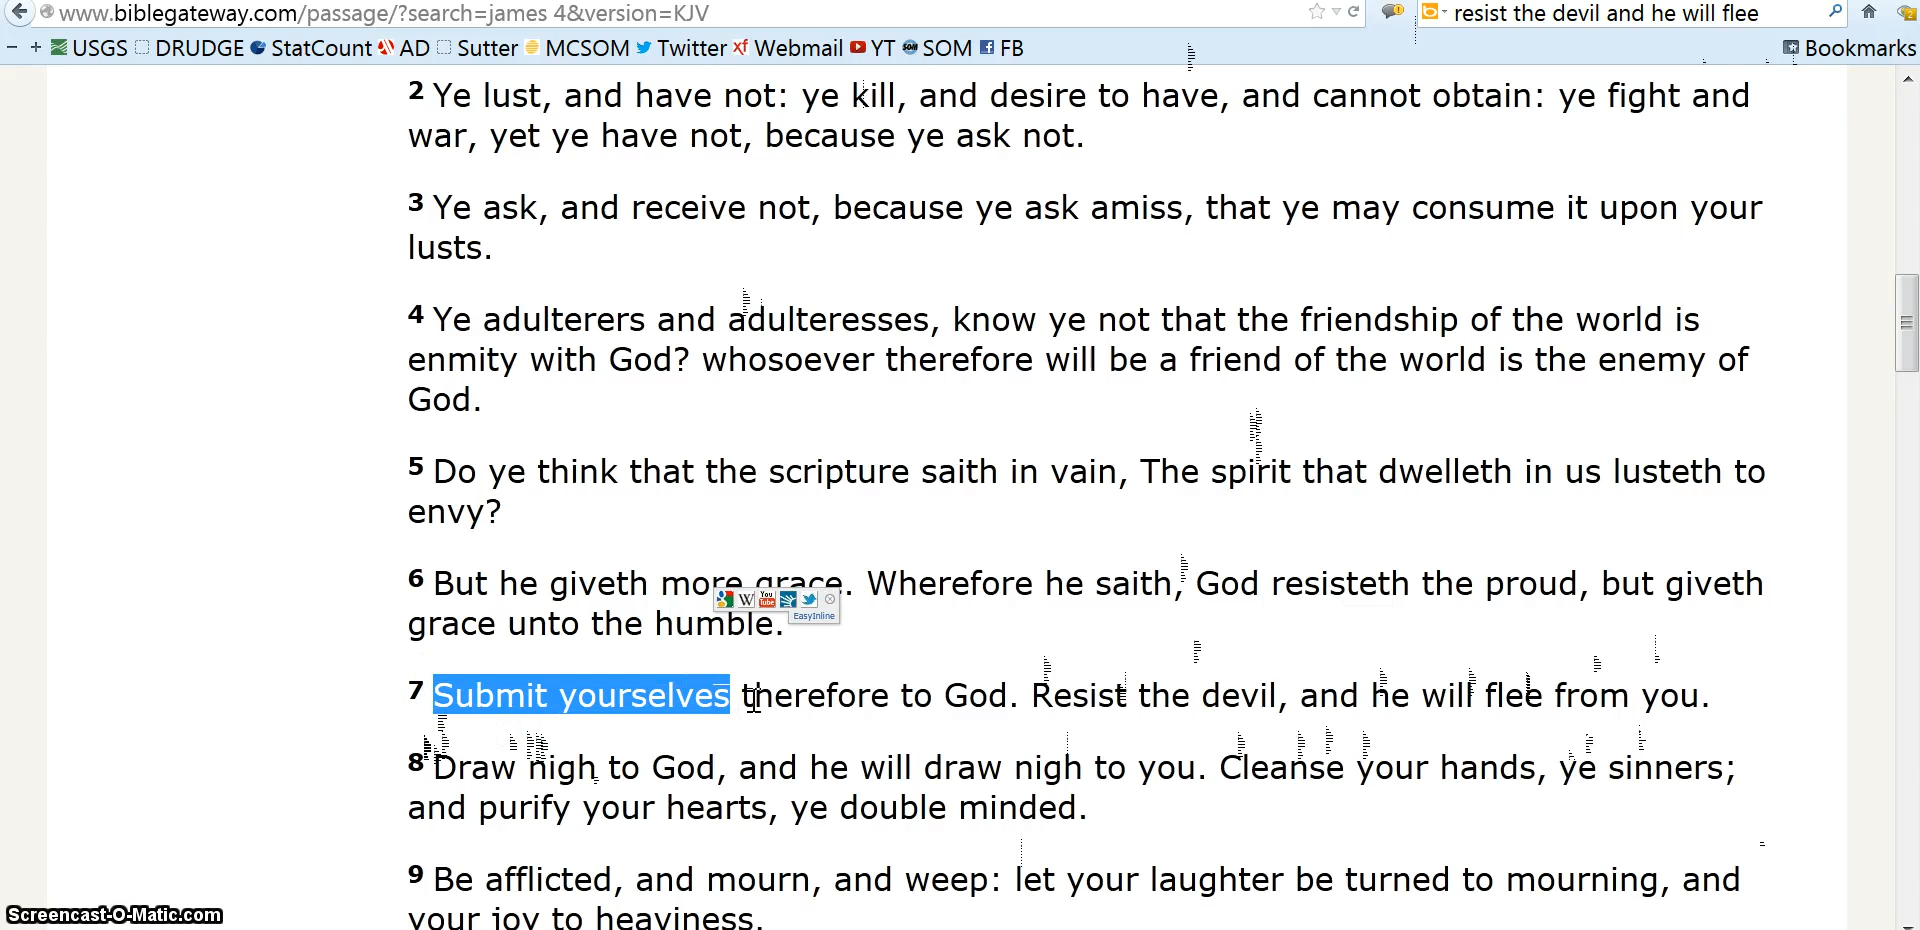 www.biblegateway.com/passage/?search=james 4&version=KJV
resist the devil and he will flee
USGS DRUDGE StatCount AD Sutter MCSOM Twitter Webmail YT SOM FB Bookmarks
2 Ye lust, and have not: ye kill, and desire to have, and cannot obtain: ye fight and
war, yet ye have not, because ye ask not.
3 Ye ask, and receive not, because ye ask amiss, that ye may consume it upon your
lusts.
4 Ye adulterers and adulteresses, know ye not that the friendship of the world is
enmity with God? whosoever therefore will be a friend of the world is the enemy of
God.
5 Do ye think that the scripture saith in vain, The spirit that dwelleth in us lusteth to
envy?
6 But he giveth more grace. Wherefore he saith, God resisteth the proud, but giveth
W You Tube
EasyInline
grace unto the humble.
7 Submit yourselves therefore to God. Resist the devil, and he will flee from you.
8 Draw nigh to God, and he will draw nigh to you. Cleanse your hands, ye sinners;
and purify your hearts, ye double minded.
9 Be afflicted, and mourn, and weep: let your laughter be turned to mourning, and
your joy to heaviness.
Screencast-O-Matic.com